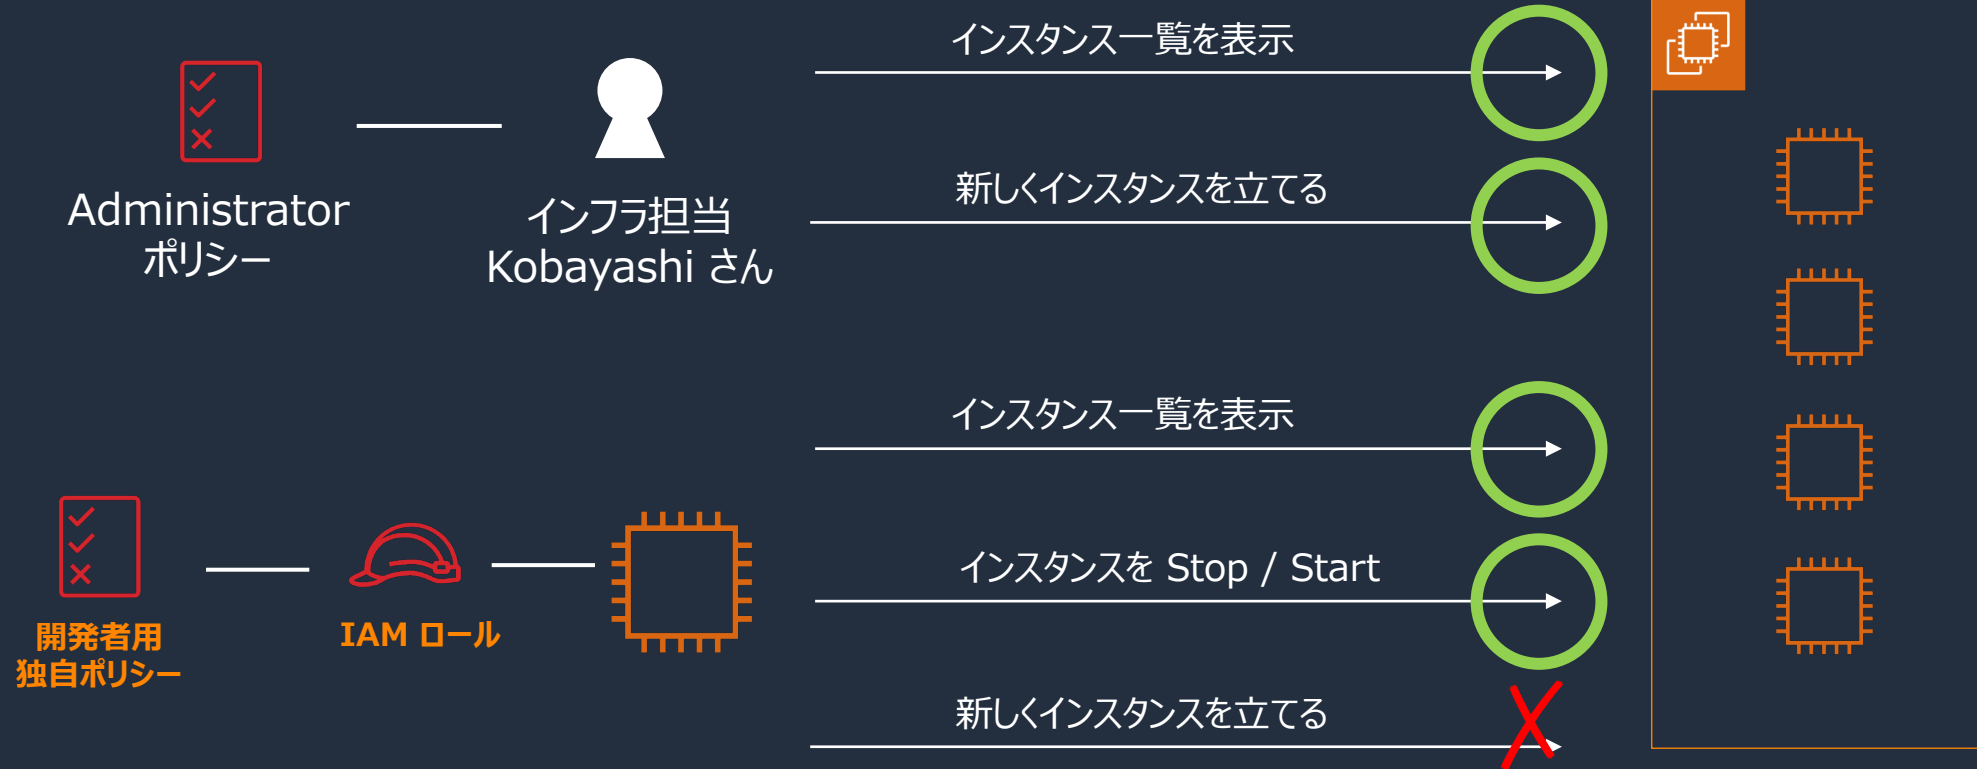 Administrator
ポリシー
インフラ担当
Kobayashi さん
インスタンス一覧を表示
新しくインスタンスを立てる
開発者用
独自ポリシー
IAM ロール
インスタンス一覧を表示
インスタンスを Stop / Start
新しくインスタンスを立てる